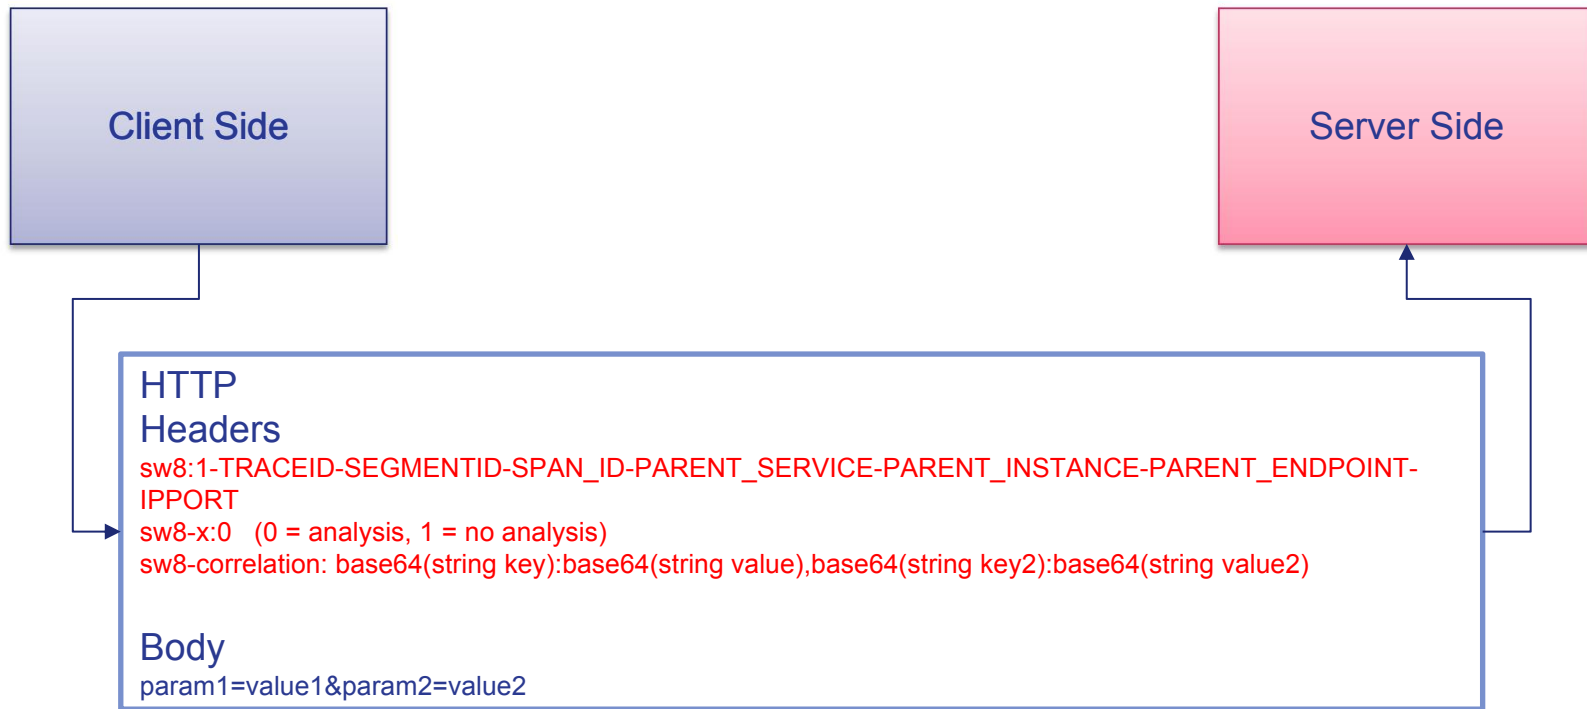 Client Side
Server Side
HTTP
Headers
sw8:1-TRACEID-SEGMENTID-SPAN_ID-PARENT_SERVICE-PARENT_INSTANCE-PARENT_ENDPOINT-
IPPORT
sw8-x:0 (0 = analysis, 1 = no analysis)
sw8-correlation: base64(string key):base64(string value),base64(string key2):base64(string value2)
Body
param1=value1&param2=value2